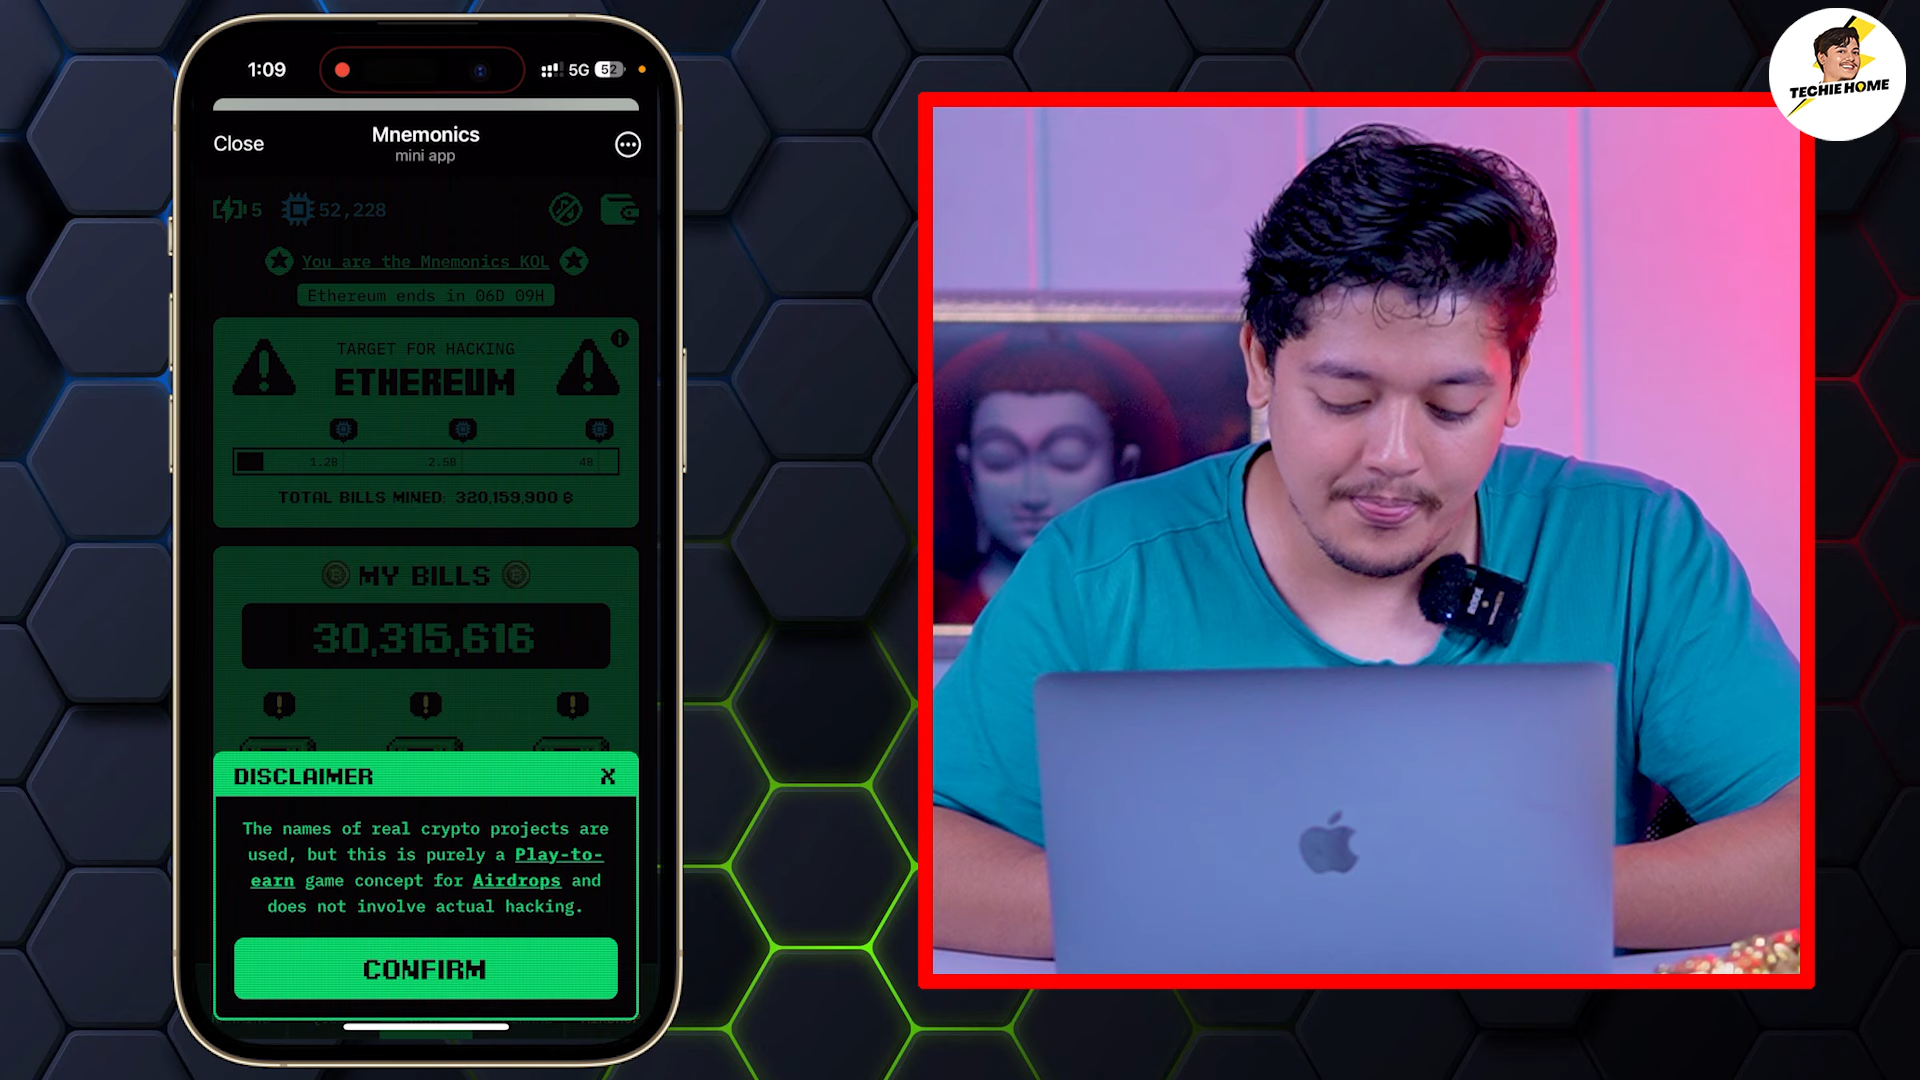 1:09
5G
52
Close
Mnemonics
mini app
5
52,228
You are the Mnemonics KOL
Ethereum ends in 06D 09H
TARGET FOR HACKING
ETHEREUM
1.2B
2.5B
4B
TOTAL BILLS MINED: 320,159,900 ฿
MY BILLS
30,315,616
DISCLAIMER
X
The names of real crypto projects are
used, but this is purely a Play-to-
earn game concept for Airdrops and
does not involve actual hacking.
CONFIRM
TECHIE HOME
RODE